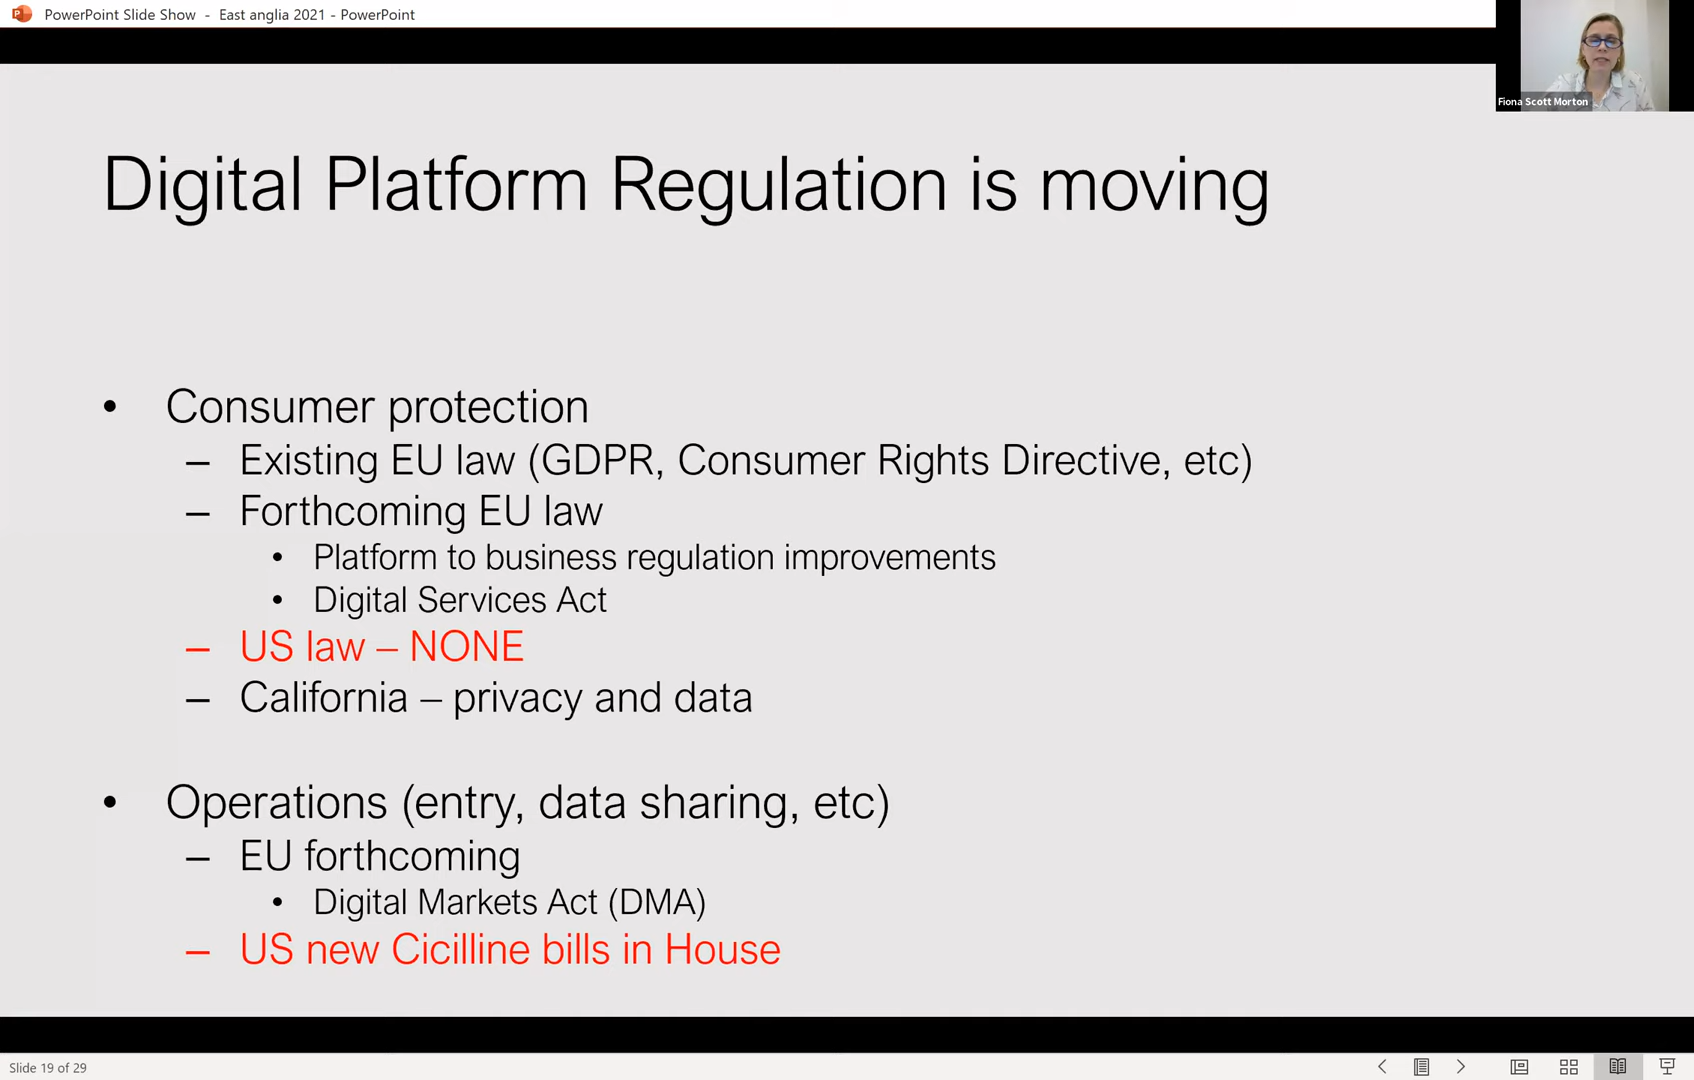 PowerPoint Slide Show - East anglia 2021 - PowerPoint
Fiona Scott Morton
Digital Platform Regulation is moving
• Consumer protection
– Existing EU law (GDPR, Consumer Rights Directive, etc)
– Forthcoming EU law
• Platform to business regulation improvements
• Digital Services Act
– US law – NONE
– California – privacy and data
• Operations (entry, data sharing, etc)
– EU forthcoming
• Digital Markets Act (DMA)
– US new Cicilline bills in House
Slide 19 of 29